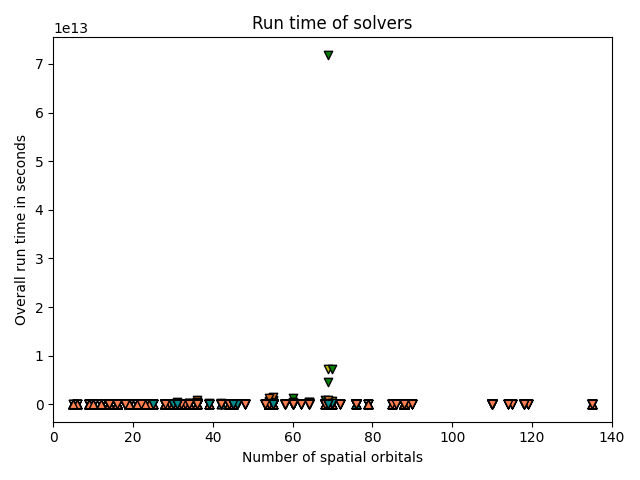 Run time of solvers
1e13
7
6
5
4
3
2
1
0
Overall run time in seconds
0 20 40 60 80 100 120 140
Number of spatial orbitals